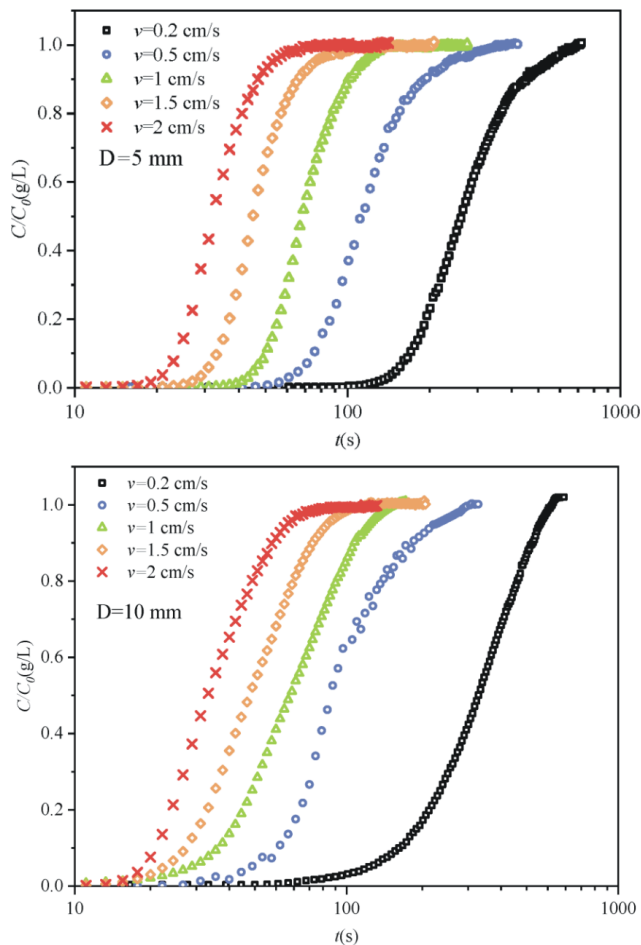 v=0.2 cm/s
v=0.5 cm/s
v=1 cm/s
v=1.5 cm/s
v=2 cm/s
D=5 mm
C/C0(g/L)
1.0
0.8
0.6
0.4
0.2
0.0
10
100
1000
t(s)
v=0.2 cm/s
v=0.5 cm/s
v=1 cm/s
v=1.5 cm/s
v=2 cm/s
D=10 mm
C/C0(g/L)
1.0
0.8
0.6
0.4
0.2
0.0
10
100
1000
t(s)